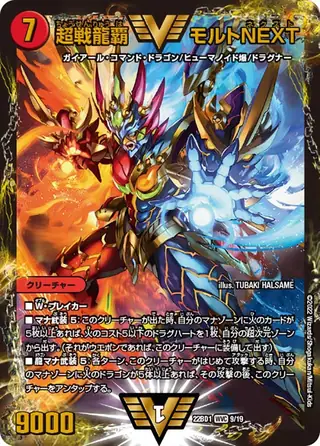 7
超戦龍覇 モルトNEXT
ガイアール・コマンド・ドラゴン/ヒューマノイド爆/ドラグナー
illus. TUBAKI HALSAMÉ
クリーチャー
W・ブレイカー
マナ武装 5:このクリーチャーが出た時、自分のマナゾーンに火のカードが
5枚以上あれば、火のコスト5以下のドラグハートを1枚、自分の超次元ゾー
ンから出す。(それがウエポンであれば、このクリーチャーに装備して出す)
超マナ武装 5:各ターン、このクリーチャーがはじめて攻撃する時、自分の
マナゾーンに火のドラゴンが5体以上あれば、その攻撃の後、このクリー
チャーをアンタップする。
9000
22BD1 9/19